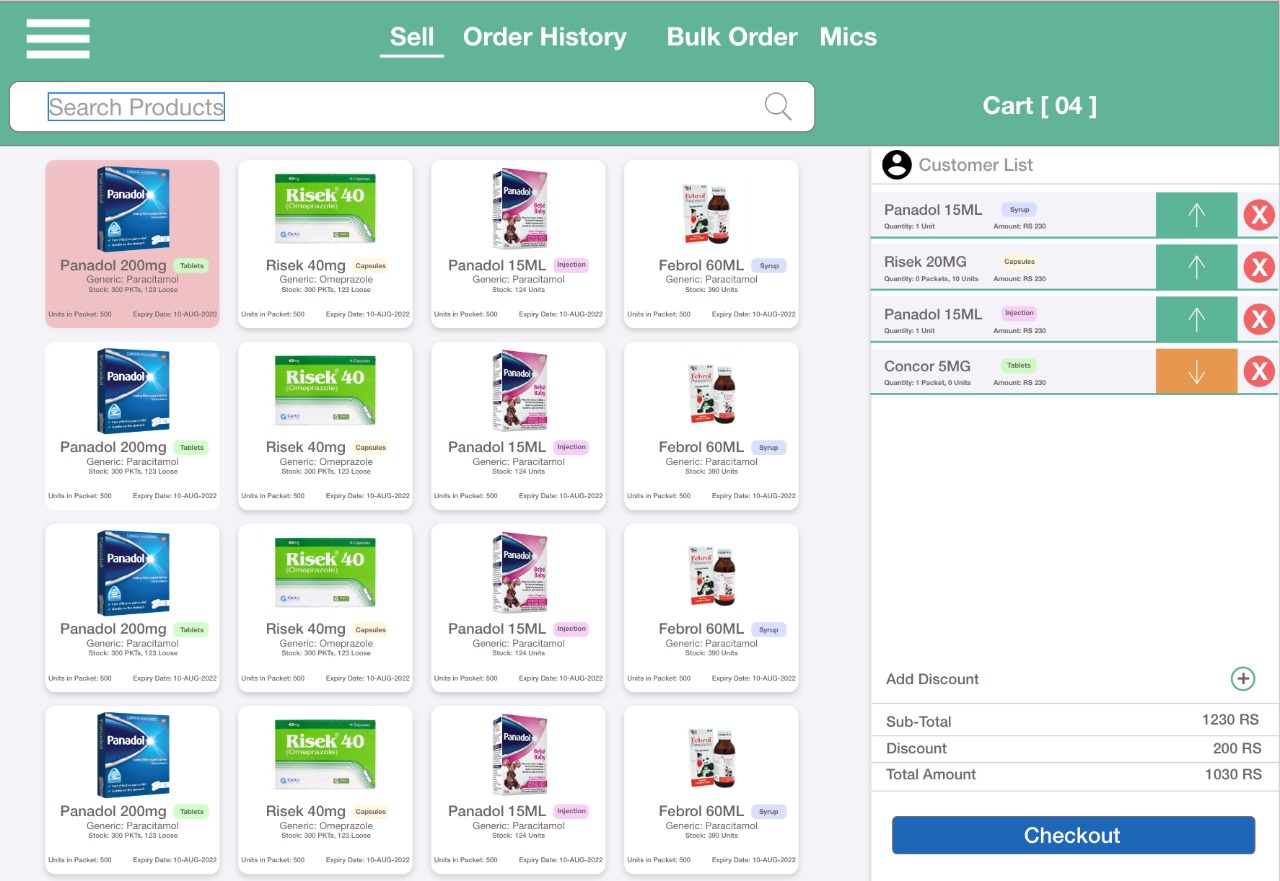 Sell Order History Bulk Order Mics
Search Products
Cart [ 04 ]
Panadol
Panadol 200mg Tablets
Generic: Paracitamol
Stock: 300 PKTs, 123 Loose
Units in Packet: 500 Expiry Date: 10-AUG-2020
Risek 40
(Omeprazole)
Risek 40mg Capsules
Generic: Omeprazole
Stock: 300 PKTs, 123 Loose
Units in Packet: 500 Expiry Date: 10-AUG-2022
Panadol
Baby
Panadol 15ML Injection
Generic: Paracitamol
Stock: 124 Units
Units in Packet: 500 Expiry Date: 10-AUG-2022
Febrol
Febrol 60ML Syrup
Generic: Paracitamol
Stock: 390 Units
Units in Packet: 500 Expiry Date: 10-AUG-2022
Panadol
Panadol 200mg Tablets
Generic: Paracitamol
Stock: 300 PKTs, 123 Loose
Units in Packet: 500 Expiry Date: 10-AUG-2022
Risek 40
(Omeprazole)
Risek 40mg Capsules
Generic: Omeprazole
Stock: 300 PKTs, 123 Loose
Units in Packet: 500 Expiry Date: 10-AUG-2022
Panadol
Baby
Panadol 15ML Injection
Generic: Paracitamol
Stock: 124 Units
Units in Packet: 500 Expiry Date: 10-AUG-2022
Febrol
Febrol 60ML Syrup
Generic: Paracitamol
Stock: 390 Units
Units in Packet: 500 Expiry Date: 10-AUG-2022
Panadol
Panadol 200mg Tablets
Generic: Paracitamol
Stock: 300 PKTs, 123 Loose
Units in Packet: 500 Expiry Date: 10-AUG-2022
Risek 40
(Omeprazole)
Risek 40mg Capsules
Generic: Omeprazole
Stock: 300 PKTs, 123 Loose
Units in Packet: 500 Expiry Date: 10-AUG-2022
Panadol
Baby
Panadol 15ML Injection
Generic: Paracitamol
Stock: 124 Units
Units in Packet: 500 Expiry Date: 10-AUG-2022
Febrol
Febrol 60ML Syrup
Generic: Paracitamol
Stock: 390 Units
Units in Packet: 500 Expiry Date: 10-AUG-2022
Panadol
Panadol 200mg Tablets
Generic: Paracitamol
Stock: 300 PKTs, 123 Loose
Units in Packet: 500 Expiry Date: 10-AUG-2022
Risek 40
(Omeprazole)
Risek 40mg Capsules
Generic: Omeprazole
Stock: 300 PKTs, 123 Loose
Units in Packet: 500 Expiry Date: 10-AUG-2022
Panadol
Baby
Panadol 15ML Injection
Generic: Paracitamol
Stock: 124 Units
Units in Packet: 500 Expiry Date: 10-AUG-2022
Febrol
Febrol 60ML Syrup
Generic: Paracitamol
Stock: 390 Units
Units in Packet: 500 Expiry Date: 10-AUG-2022
Customer List
Panadol 15ML Syrup
Quantity: 1 Unit Amount: RS 230
X
Risek 20MG Capsules
Quantity: 0 Packets, 10 Units Amount: RS 230
X
Panadol 15ML Injection
Quantity: 1 Unit Amount: RS 230
X
Concor 5MG Tablets
Quantity: 1 Packet, 0 Units Amount: RS 230
X
Add Discount
Sub-Total 1230 RS
Discount 200 RS
Total Amount 1030 RS
Checkout